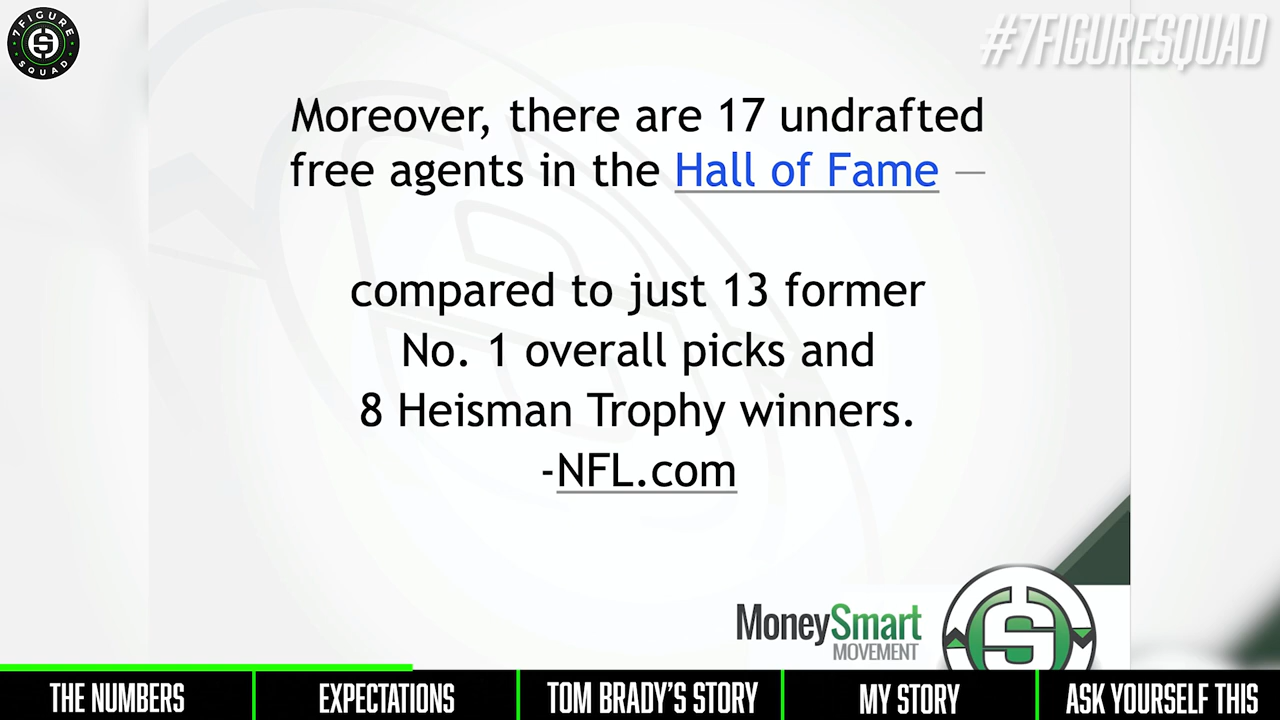 7FIGURE
SQUAD
#7FIGURESQUAD
Moreover, there are 17 undrafted
free agents in the Hall of Fame —
compared to just 13 former
No. 1 overall picks and
8 Heisman Trophy winners.
-NFL.com
MoneySmart
MOVEMENT
THE NUMBERS
EXPECTATIONS
TOM BRADY'S STORY
MY STORY
ASK YOURSELF THIS